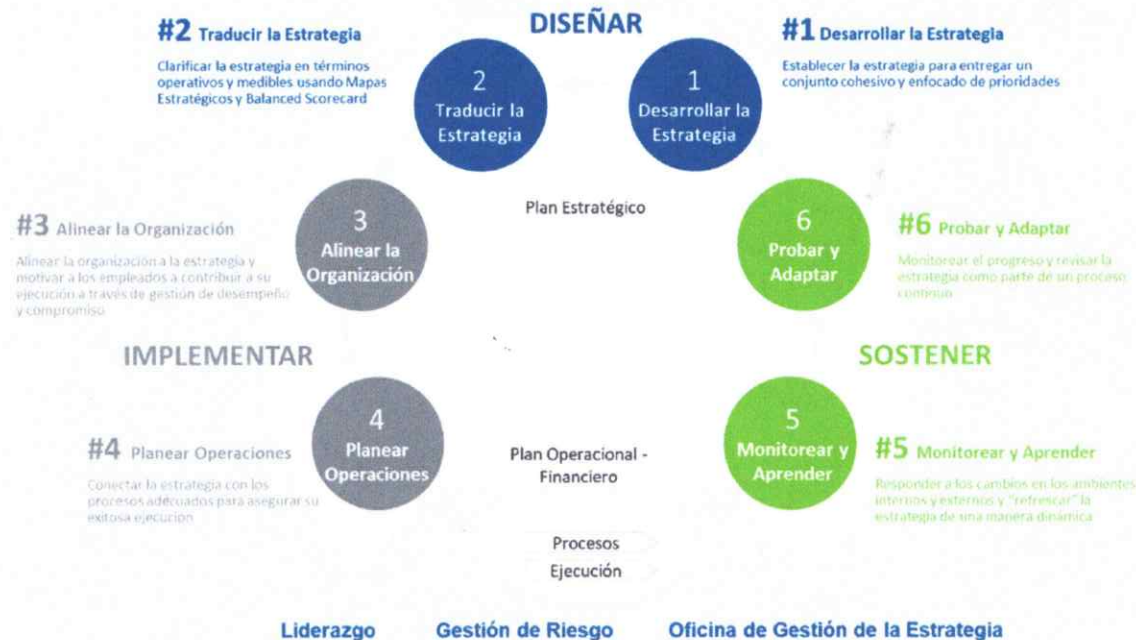 DISEÑAR
#2 Traducir la Estrategia
Clarificar la estrategia en términos
operativos y medibles usando Mapas
Estratégicos y Balanced Scorecard
2
Traducir la
Estrategia
1
Desarrollar la
Estrategia
#1 Desarrollar la Estrategia
Establecer la estrategia para entregar un
conjunto cohesivo y enfocado de prioridades
Plan Estratégico
#3 Alinear la Organización
Alinear la organización a la estrategia y
motivar a los empleados a contribuir a su
ejecución a través de gestión de desempeño
y compromiso
3
Alinear la
Organización
6
Probar y
Adaptar
#6 Probar y Adaptar
Monitorear el progreso y revisar la
estrategia como parte de un proceso
continuo
IMPLEMENTAR
SOSTENER
#4 Planear Operaciones
Conectar la estrategia con los
procesos adecuados para asegurar su
exitosa ejecución
4
Planear
Operaciones
Plan Operacional -
Financiero
5
Monitorear y
Aprender
#5 Monitorear y Aprender
Responder a los cambios en los ambientes
internos y externos y "refrescar" la
estrategia de una manera dinámica
Procesos
Ejecución
Liderazgo
Gestión de Riesgo
Oficina de Gestión de la Estrategia